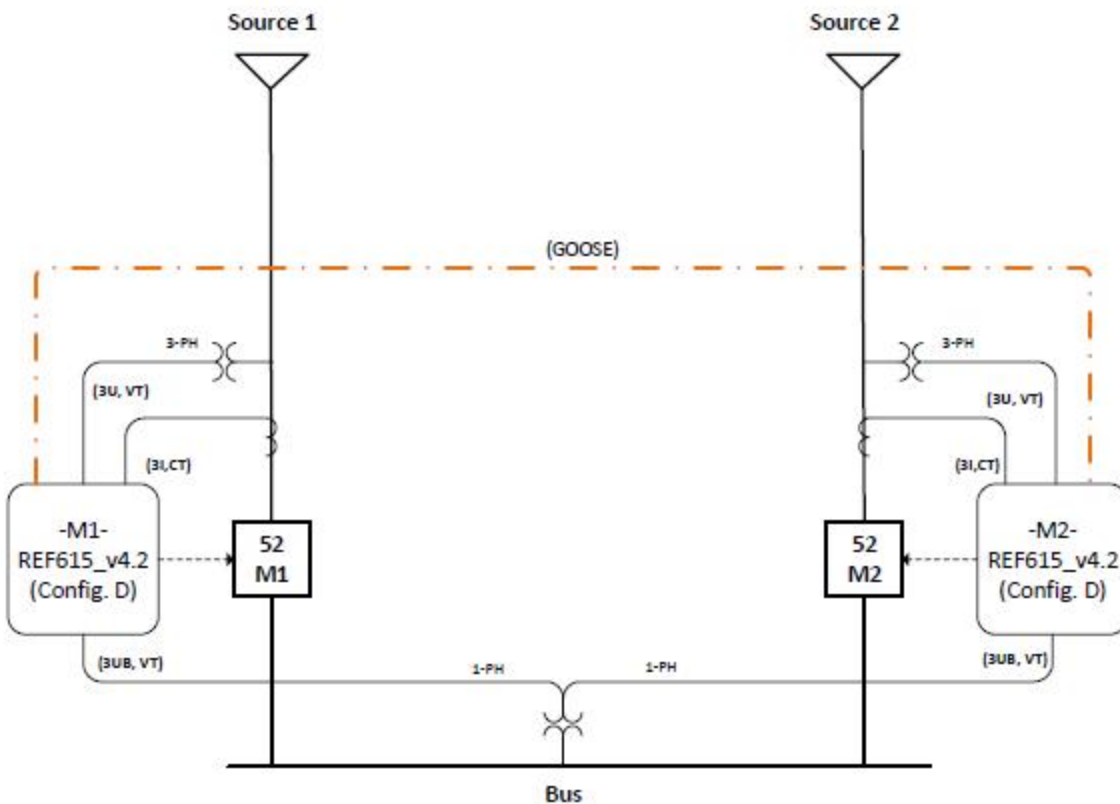 Source 1
Source 2
(GOOSE)
3-PH
3-PH
(3U, VT)
(3U, VT)
(3I,CT)
(3I,CT)
-M1-
REF615_v4.2
(Config. D)
52
M1
52
M2
-M2-
REF615_v4.2
(Config. D)
(3UB, VT)
1-PH
1-PH
(3UB, VT)
Bus